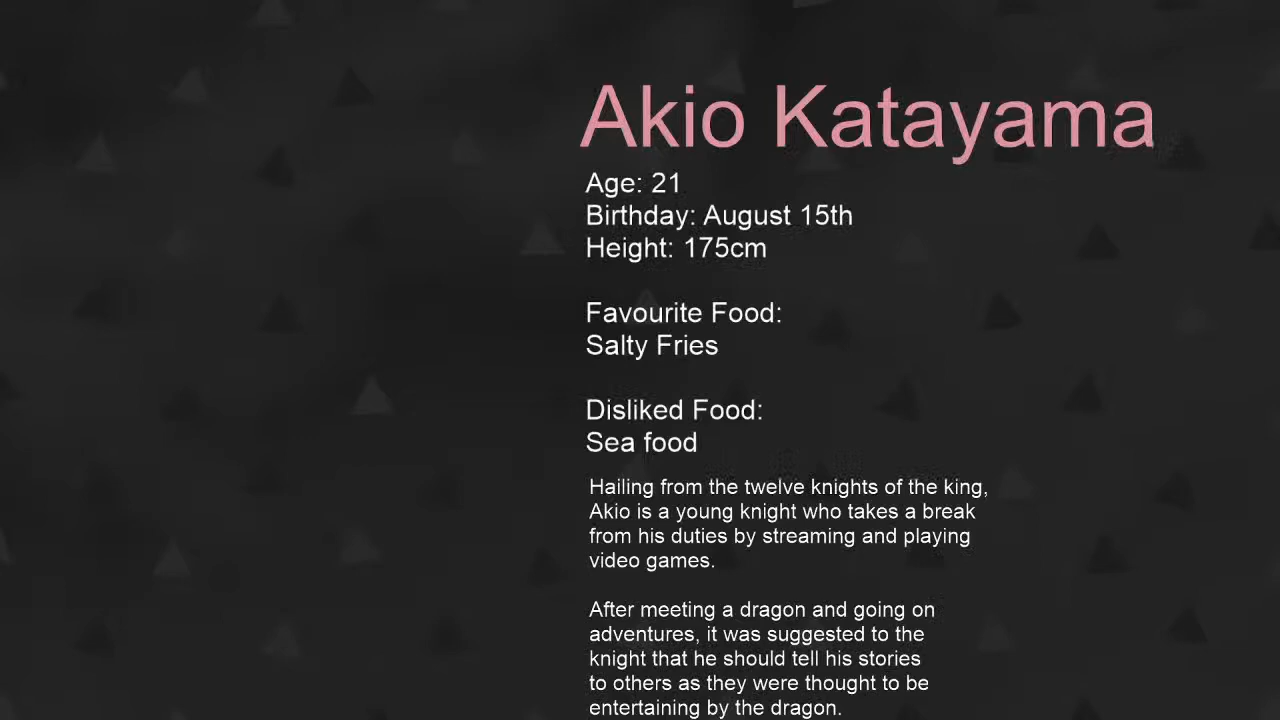 Akio Katayama
Age: 21
Birthday: August 15th
Height: 175cm
Favourite Food:
Salty Fries
Disliked Food:
Sea food
Hailing from the twelve knights of the king,
Akio is a young knight who takes a break
from his duties by streaming and playing
video games.
After meeting a dragon and going on
adventures, it was suggested to the
knight that he should tell his stories
to others as they were thought to be
entertaining by the dragon.